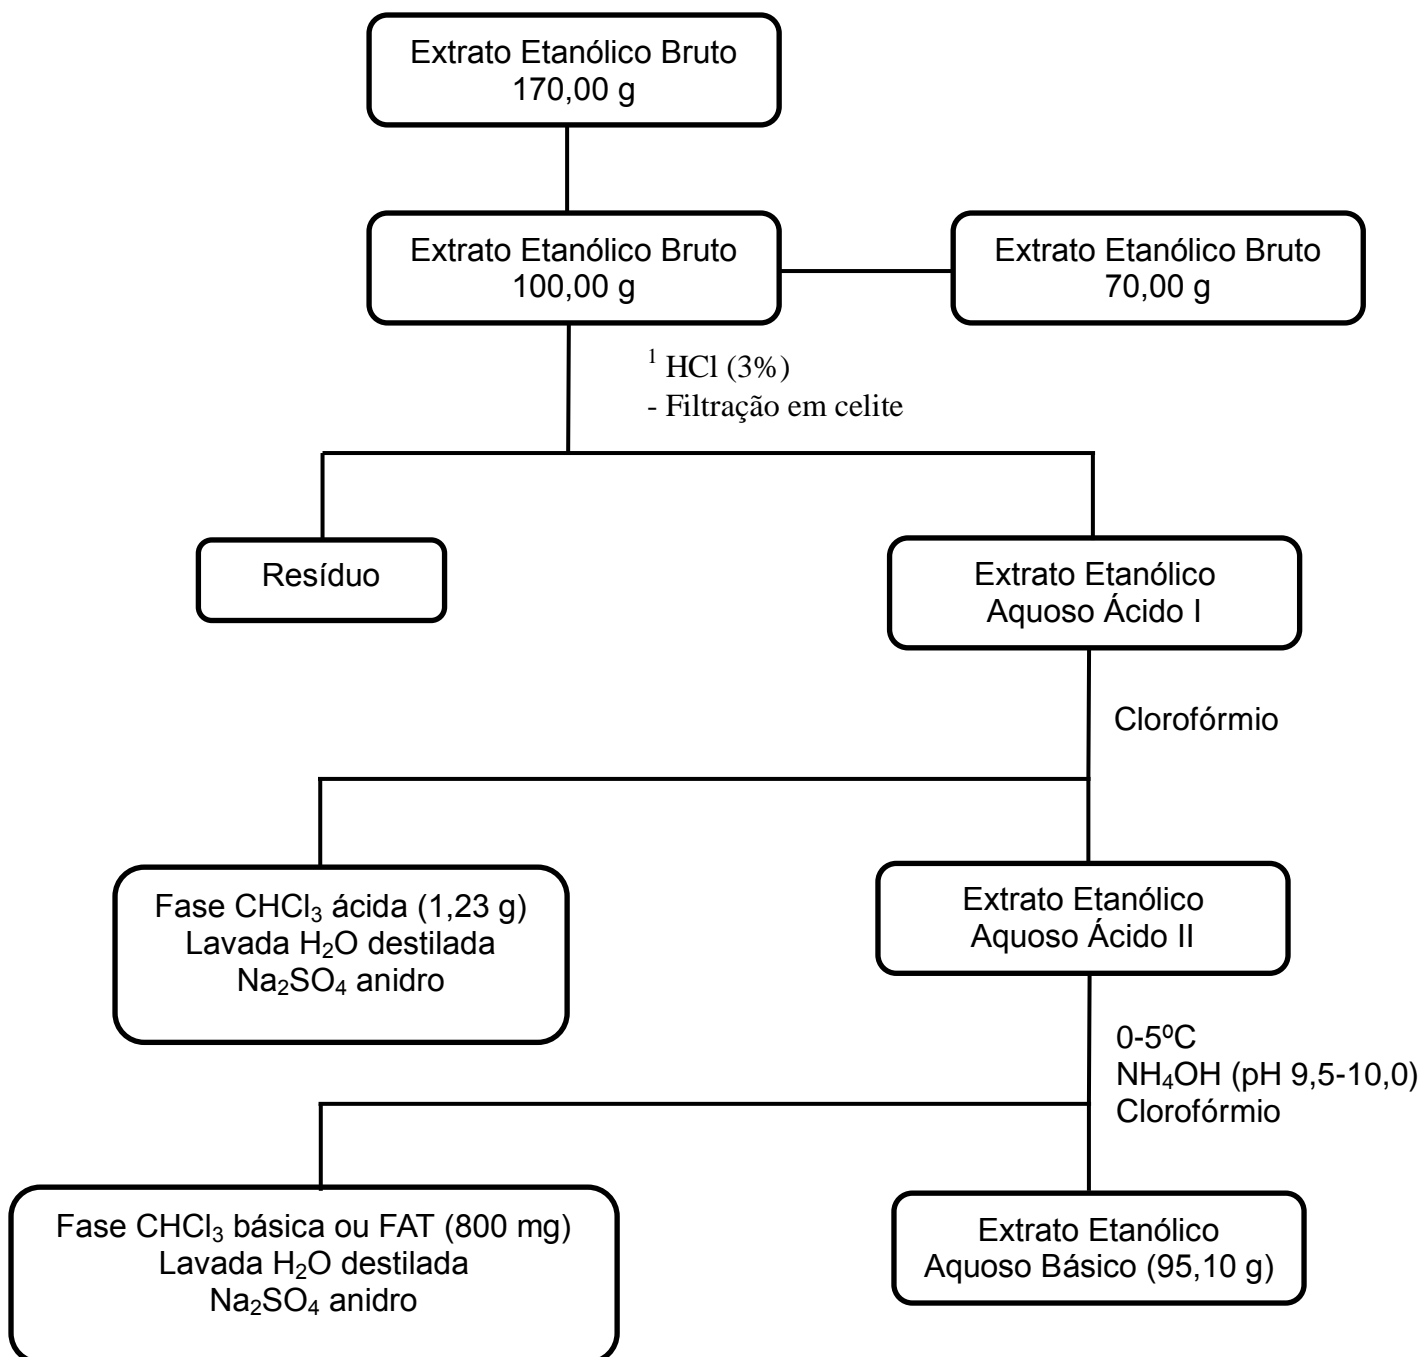 Extrato Etanólico Bruto
170,00 g
Extrato Etanólico Bruto
100,00 g
Extrato Etanólico Bruto
70,00 g
¹ HCl (3%)
- Filtração em celite
Resíduo
Extrato Etanólico
Aquoso Ácido I
Clorofórmio
Fase CHCl₃ ácida (1,23 g)
Lavada H₂O destilada
Na₂SO₄ anidro
Extrato Etanólico
Aquoso Ácido II
0-5ºC
NH₄OH (pH 9,5-10,0)
Clorofórmio
Fase CHCl₃ básica ou FAT (800 mg)
Lavada H₂O destilada
Na₂SO₄ anidro
Extrato Etanólico
Aquoso Básico (95,10 g)